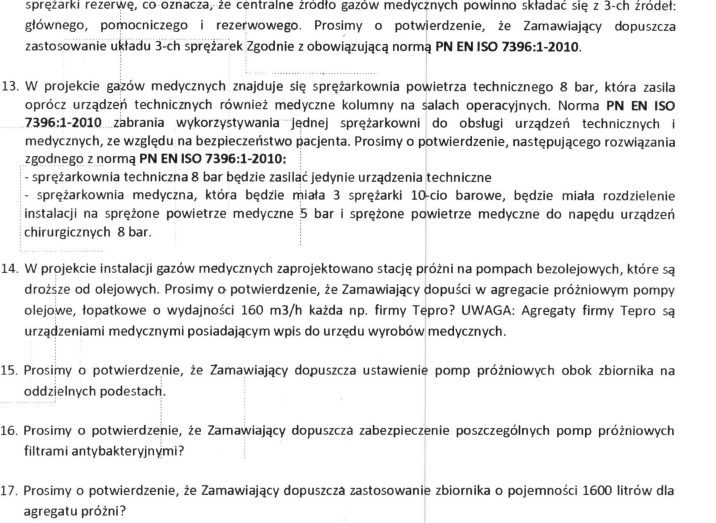 sprężarki rezerwę, co oznacza, że centralne źródło gazów medycznych powinno składać się z 3-ch źródeł:
głównego, pomocniczego i rezerwowego. Prosimy o potwierdzenie, że Zamawiający dopuszcza
zastosowanie układu 3-ch sprężarek Zgodnie z obowiązującą normą PN EN ISO 7396:1-2010.
13. W projekcie gazów medycznych znajduje się sprężarkownia powietrza technicznego 8 bar, która zasila
oprócz urządzeń technicznych również medyczne kolumny na salach operacyjnych. Norma PN EN ISO
7396:1-2010 zabrania wykorzystywania jednej sprężarkowni do obsługi urządzeń technicznych i
medycznych, ze względu na bezpieczeństwo pacjenta. Prosimy o potwierdzenie, następującego rozwiązania
zgodnego z normą PN EN ISO 7396:1-2010:
- sprężarkownia techniczna 8 bar będzie zasilać jedynie urządzenia techniczne
- sprężarkownia medyczna, która będzie miała 3 sprężarki 10-cio barowe, będzie miała rozdzielenie
instalacji na sprężone powietrze medyczne 5 bar i sprężone powietrze medyczne do napędu urządzeń
chirurgicznych 8 bar.
14. W projekcie instalacji gazów medycznych zaprojektowano stację próżni na pompach bezolejowych, które są
droższe od olejowych. Prosimy o potwierdzenie, że Zamawiający dopuści w agregacie próżniowym pompy
olejowe, łopatkowe o wydajności 160 m3/h każda np. firmy Tepro? UWAGA: Agregaty firmy Tepro są
urządzeniami medycznymi posiadającym wpis do urzędu wyrobów medycznych.
15. Prosimy o potwierdzenie, że Zamawiający dopuszcza ustawienie pomp próżniowych obok zbiornika na
oddzielnych podestach.
16. Prosimy o potwierdzenie, że Zamawiający dopuszcza zabezpieczenie poszczególnych pomp próżniowych
filtrami antybakteryjnymi?
17. Prosimy o potwierdzenie, że Zamawiający dopuszcza zastosowanie zbiornika o pojemności 1600 litrów dla
agregatu próżni?